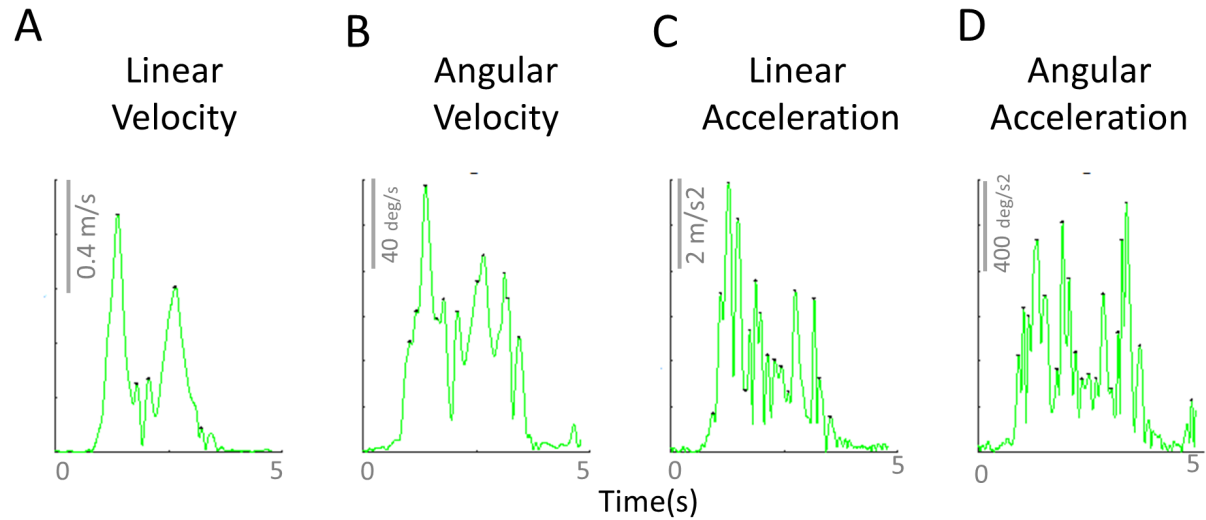 A
Linear
Velocity
0.4 m/s
0
5
B
Angular
Velocity
40 deg/s
0
5
C
Linear
Acceleration
2 m/s2
0
5
D
Angular
Acceleration
400 deg/s2
0
5
Time(s)